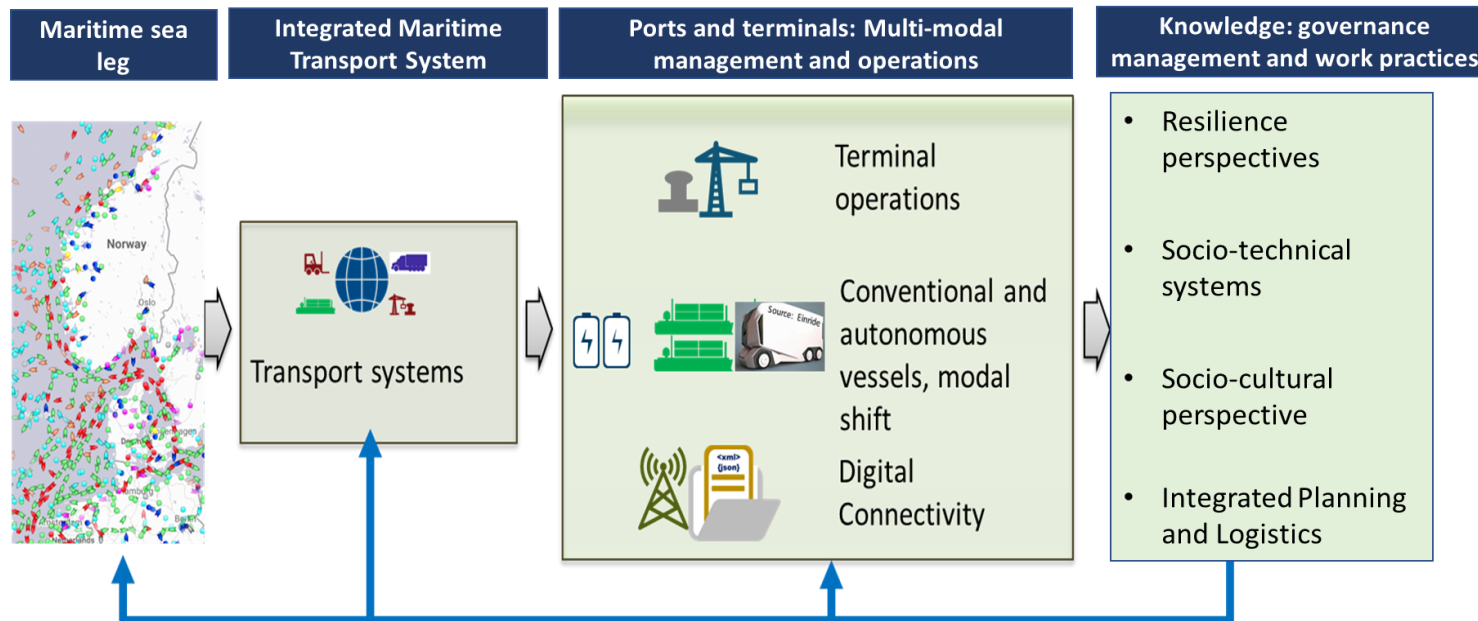 Maritime sea
leg
Integrated Maritime
Transport System
Ports and terminals: Multi-modal
management and operations
Knowledge: governance
management and work practices
Norway
Oslo
Transport systems
Terminal
operations
Source: Einride
Conventional and
autonomous
vessels, modal
shift
<xml>
{json}
Digital
Connectivity
• Resilience
perspectives
• Socio-technical
systems
• Socio-cultural
perspective
• Integrated Planning
and Logistics